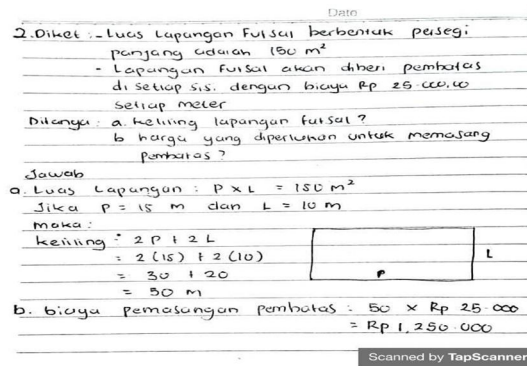 Date
2. Diket : - Luas Lapangan Futsal berbentuk persegi
panjang adalah 150 m²
- Lapangan Futsal akan diberi pembatas
di setiap sisi dengan biaya Rp 25.000,00
setiap meter
Ditanya : a. keliling lapangan futsal ?
b harga yang diperlukan untuk memasang
pembatas ?
Jawab
a. Luas Lapangan : P x L = 150 m²
Jika P = 15 m dan L = 10 m
maka :
keliling : 2P + 2L
= 2 (15) + 2 (10)
= 30 + 20
= 50 m
L
P
b. biaya pemasangan pembatas : 50 x Rp 25.000
= Rp 1.250.000
Scanned by TapScanner